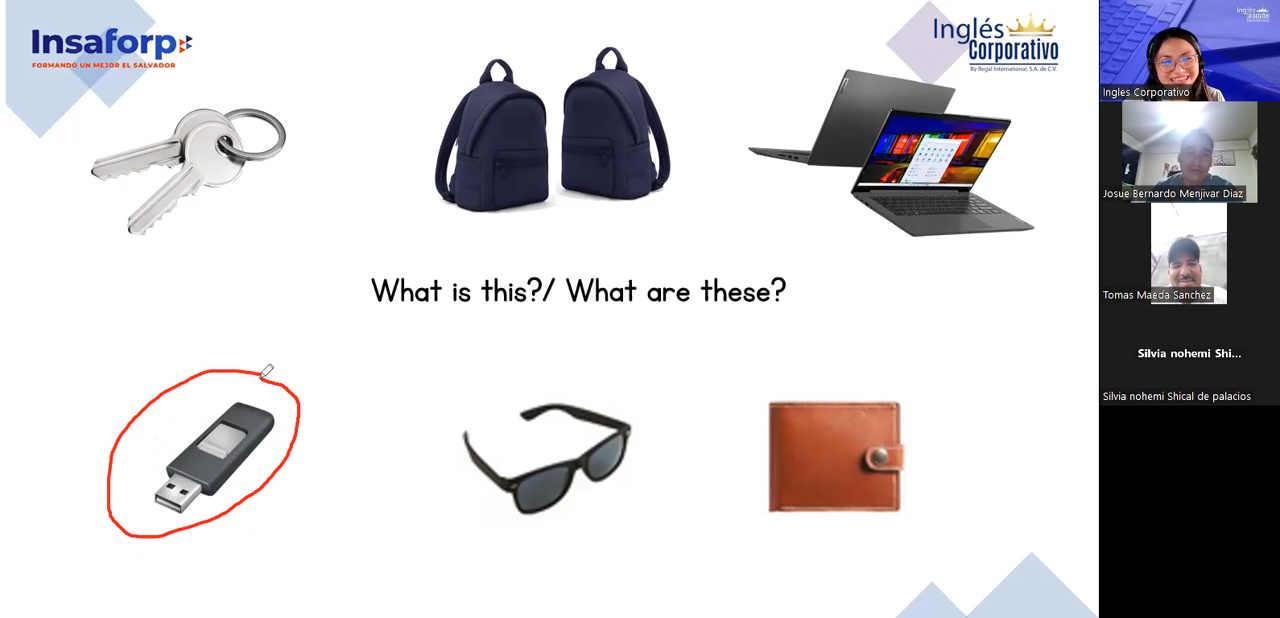 Insaforp
FORMANDO UN MEJOR EL SALVADOR
Inglés
Corporativo
By Regal International, S.A. de C.V.
What is this?/ What are these?
Ingles Corporativo
Josue Bernardo Menjivar Diaz
Tomas Maeda Sanchez
Silvia nohemi Shi...
Silvia nohemi Shical de palacios